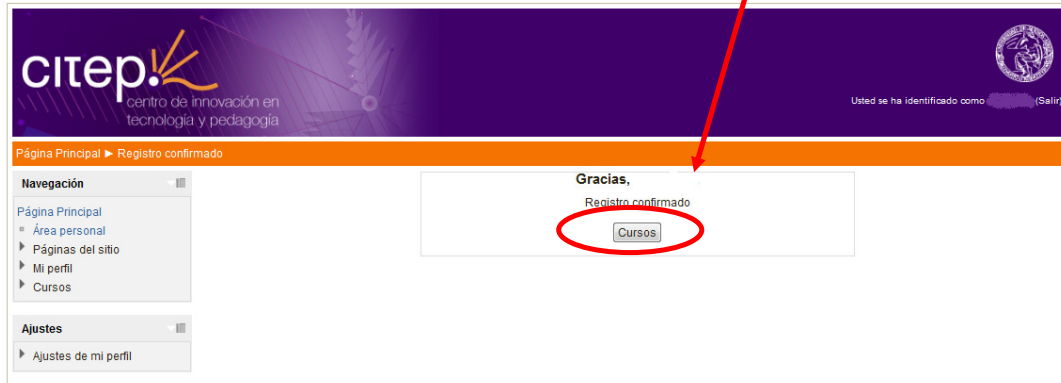 citep.
centro de innovación en
tecnología y pedagogía
Usted se ha identificado como (Salir)
Página Principal ► Registro confirmado
Navegación
Página Principal
Área personal
Páginas del sitio
Mi perfil
Cursos
Ajustes
Ajustes de mi perfil
Gracias,
Registro confirmado
Cursos